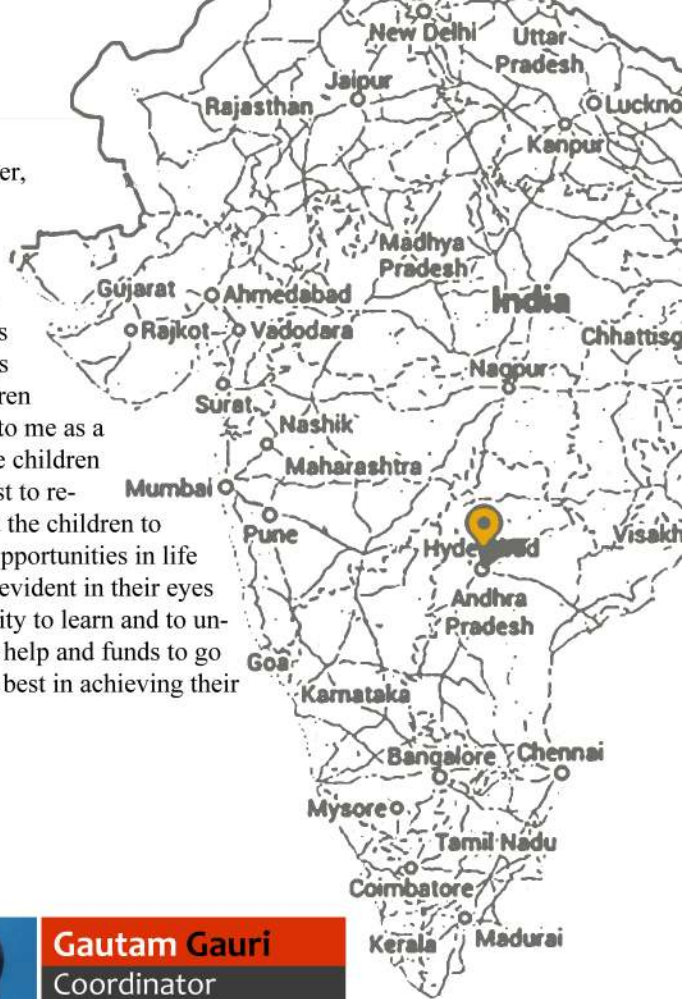 New Delhi
Uttar
Pradesh
Jaipur
Rajasthan
Luckno
Kanpur
er,
Madhya
Pradesh
Gujarat
Ahmedabad
India
s
Rajkot
Vadodara
Chhattisg
s
Nagpur
ren
Surat
to me as a
Nashik
e children
Maharashtra
st to re-
Mumbai
the children to
Pune
Hyde
d
Visakh
pportunities in life
evident in their eyes
Andhra
Pradesh
ity to learn and to un-
help and funds to go
Goa
best in achieving their
Karnataka
Bangalore
Chennai
Mysore
Tamil Nadu
Coimbatore
Kerala
Madurai
Gautam Gauri
Coordinator